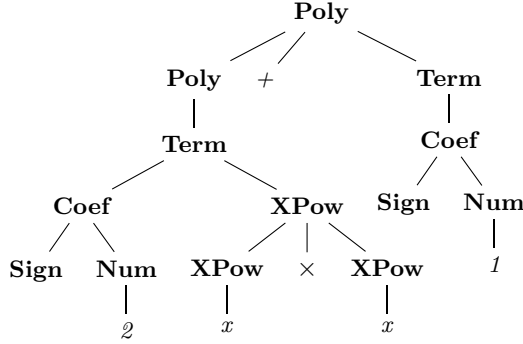 Poly
Poly + Term
Term Coef
Coef XPow Sign Num
Sign Num XPow × XPow 1
2 x x